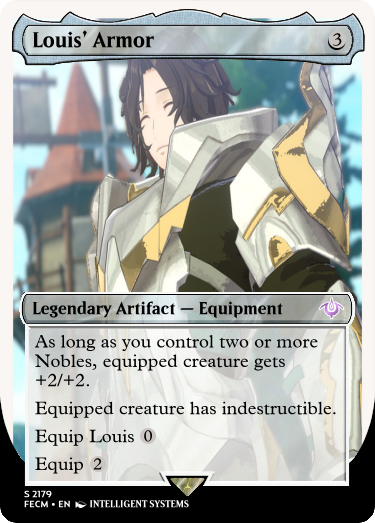 Louis' Armor 3
Legendary Artifact — Equipment
As long as you control two or more
Nobles, equipped creature gets
+2/+2.
Equipped creature has indestructible.
Equip Louis 0
Equip 2
S 2179
FECM • EN INTELLIGENT SYSTEMS